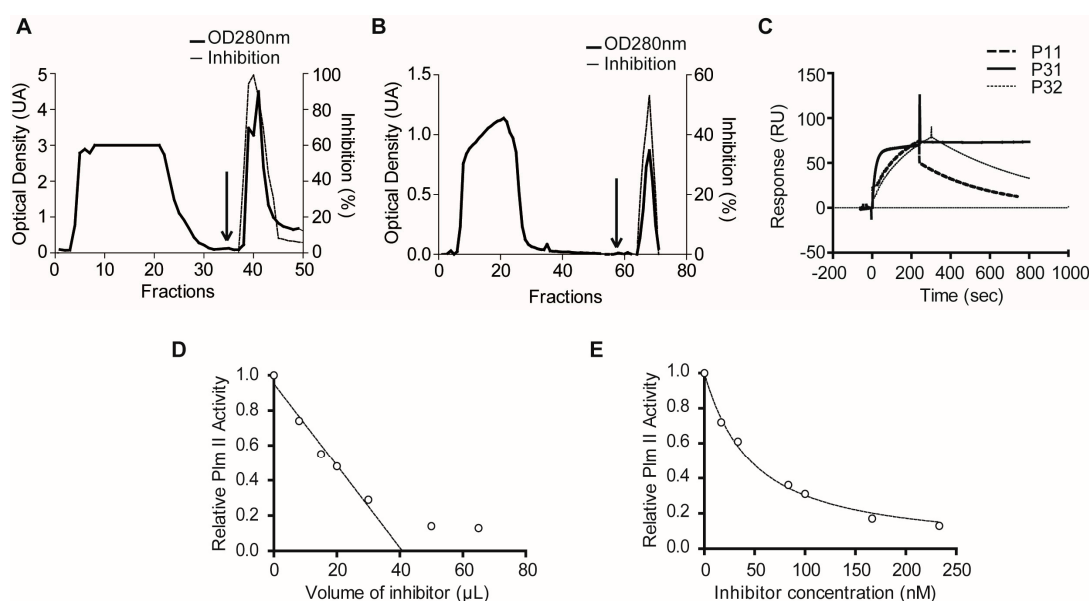 A
OD280nm
Inhibition
Optical Density (UA)
5
4
3
2
1
0
100
80
60
40
20
0
Inhibition (%)
0
10
20
30
40
50
Fractions
B
OD280nm
Inhibition
Optical Density (UA)
1.5
1.0
0.5
0.0
60
40
20
0
Inhibition (%)
0
20
40
60
80
Fractions
C
P11
P31
P32
Response (RU)
150
100
50
0
-50
-200
0
200
400
600
800
1000
Time (sec)
D
Relative Plm II Activity
1.0
0.8
0.6
0.4
0.2
0.0
0
20
40
60
80
Volume of inhibitor (µL)
E
Relative Plm II Activity
1.0
0.8
0.6
0.4
0.2
0.0
0
50
100
150
200
250
Inhibitor concentration (nM)